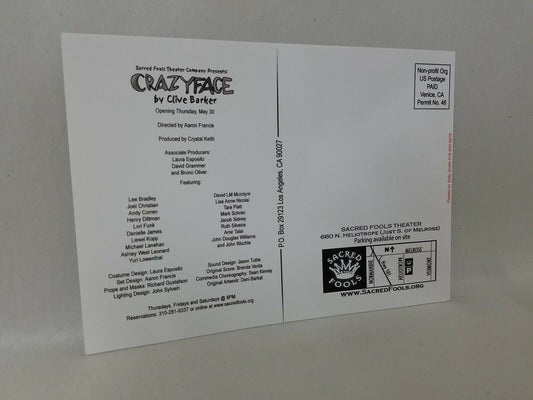 Sacred Fools Theater Company Presents:
CRAZYFACE
by Clive Barker
Opening Thursday, May 30
Directed by Aaron Francis
Produced by Crystal Keith
Associate Producers:
Laura Esposito
David Grammer
and Bruno Oliver
Featuring:
Lee Bradley
Joel Christian
Andy Corren
Henry Dittman
Lori Funk
Danielle James
Liesel Kopp
Michael Lanahan
Ashley West Leonard
Yuri Lowenthal
David LM McIntyre
Lisa Anne Nicolai
Tara Platt
Mark Schrier
Jacob Sidney
Ruth Silveira
Amir Talai
John Douglas Williams
and John Wuchte
Costume Design: Laura Esposito
Set Design: Aaron Francis
Props and Masks: Richard Gustafson
Lighting Design: John Sylvain
Sound Design: Jason Tuttle
Original Score: Brenda Varda
Commedia Choreography: Sean Kinney
Original Artwork: Dani
Thursdays, Fridays and Saturdays @ 8PM
Reservations: 310-281-8337 or online at www.sacredfools.org
P.O. Box 29123 Los Angeles, CA 90027
Non-profit Org
US Postage
PAID
Venice, CA
Permit No. 46
Printed by
SACRED FOOLS THEATER
660 N. Heliotrope (Just S. of Melrose)
Parking available on site
SACRED
FOOLS
N
MELROSE
NORMANDIE
Hwy 101
HELIOTROPE
P
VERMONT
www.SacredFools.org